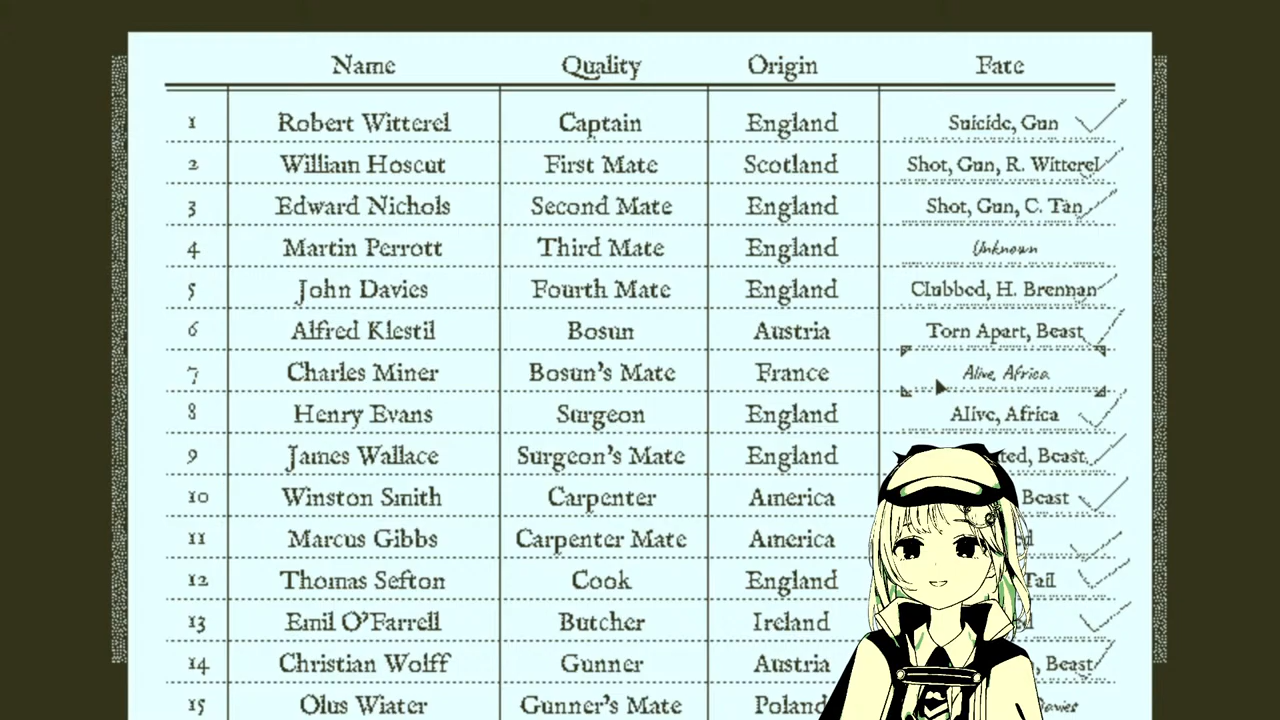 Name Quality Origin Fate
1 Robert Witterel Captain England Suicide, Gun
2 William Hoscut First Mate Scotland Shot, Gun, R. Witterel
3 Edward Nichols Second Mate England Shot, Gun, C. Tan
4 Martin Perrott Third Mate England Unknown
5 John Davies Fourth Mate England Clubbed, H. Brennan
6 Alfred Klestil Bosun Austria Torn Apart, Beast
7 Charles Miner Bosun's Mate France Alive, Africa
8 Henry Evans Surgeon England Alive, Africa
9 James Wallace Surgeon's Mate England Beast
10 Winston Smith Carpenter America Beast
11 Marcus Gibbs Carpenter Mate America
12 Thomas Sefton Cook England
13 Emil O'Farrell Butcher Ireland
14 Christian Wolff Gunner Austria Beast
15 Olus Wiater Gunner's Mate Poland Davies